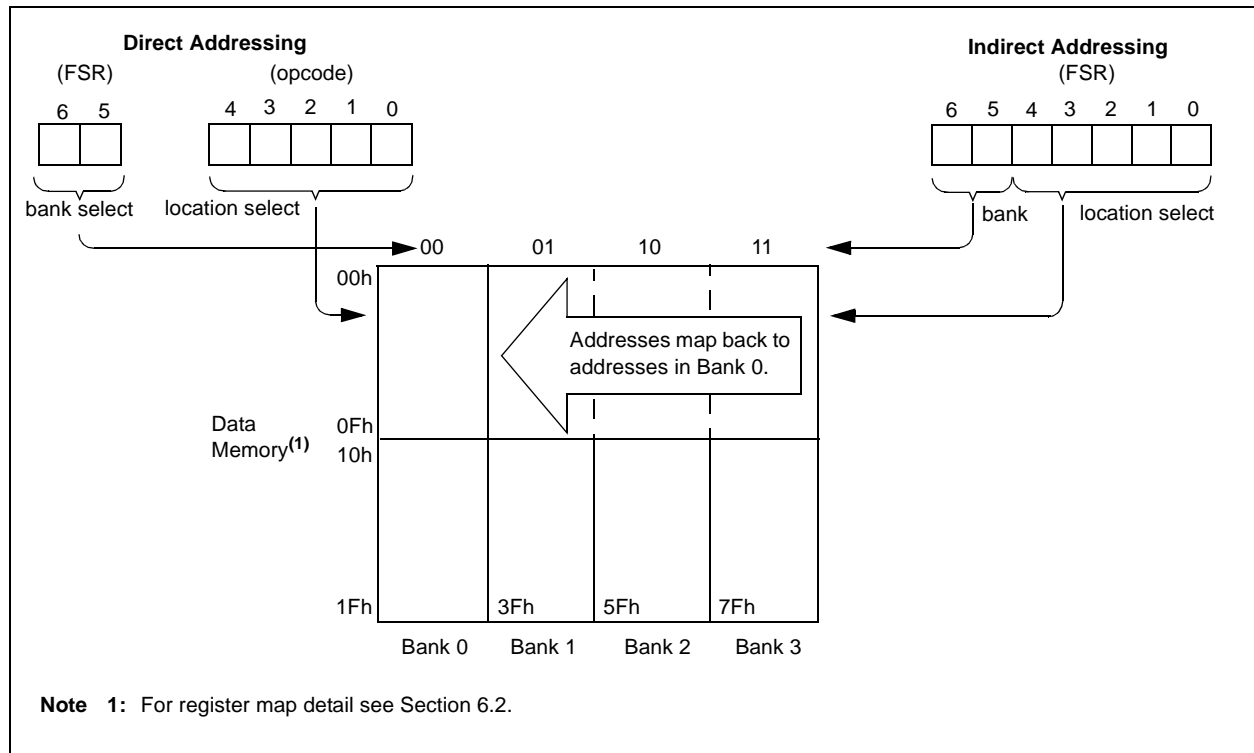 Direct Addressing
(FSR) (opcode)
6 5 4 3 2 1 0
bank select location select
Indirect Addressing
(FSR)
6 5 4 3 2 1 0
bank location select
00 01 10 11
00h
Addresses map back to
addresses in Bank 0.
Data
Memory(1)
0Fh
10h
1Fh 3Fh 5Fh 7Fh
Bank 0 Bank 1 Bank 2 Bank 3
Note 1: For register map detail see Section 6.2.